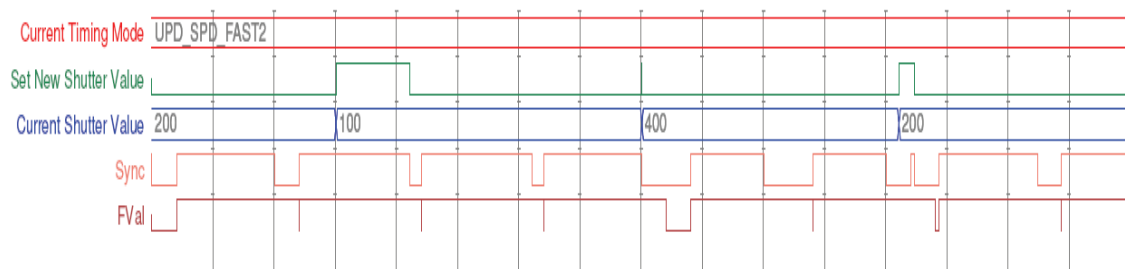 Current Timing Mode UPD_SPD_FAST2
Set New Shutter Value
Current Shutter Value 200 100 400 200
Sync
FVal